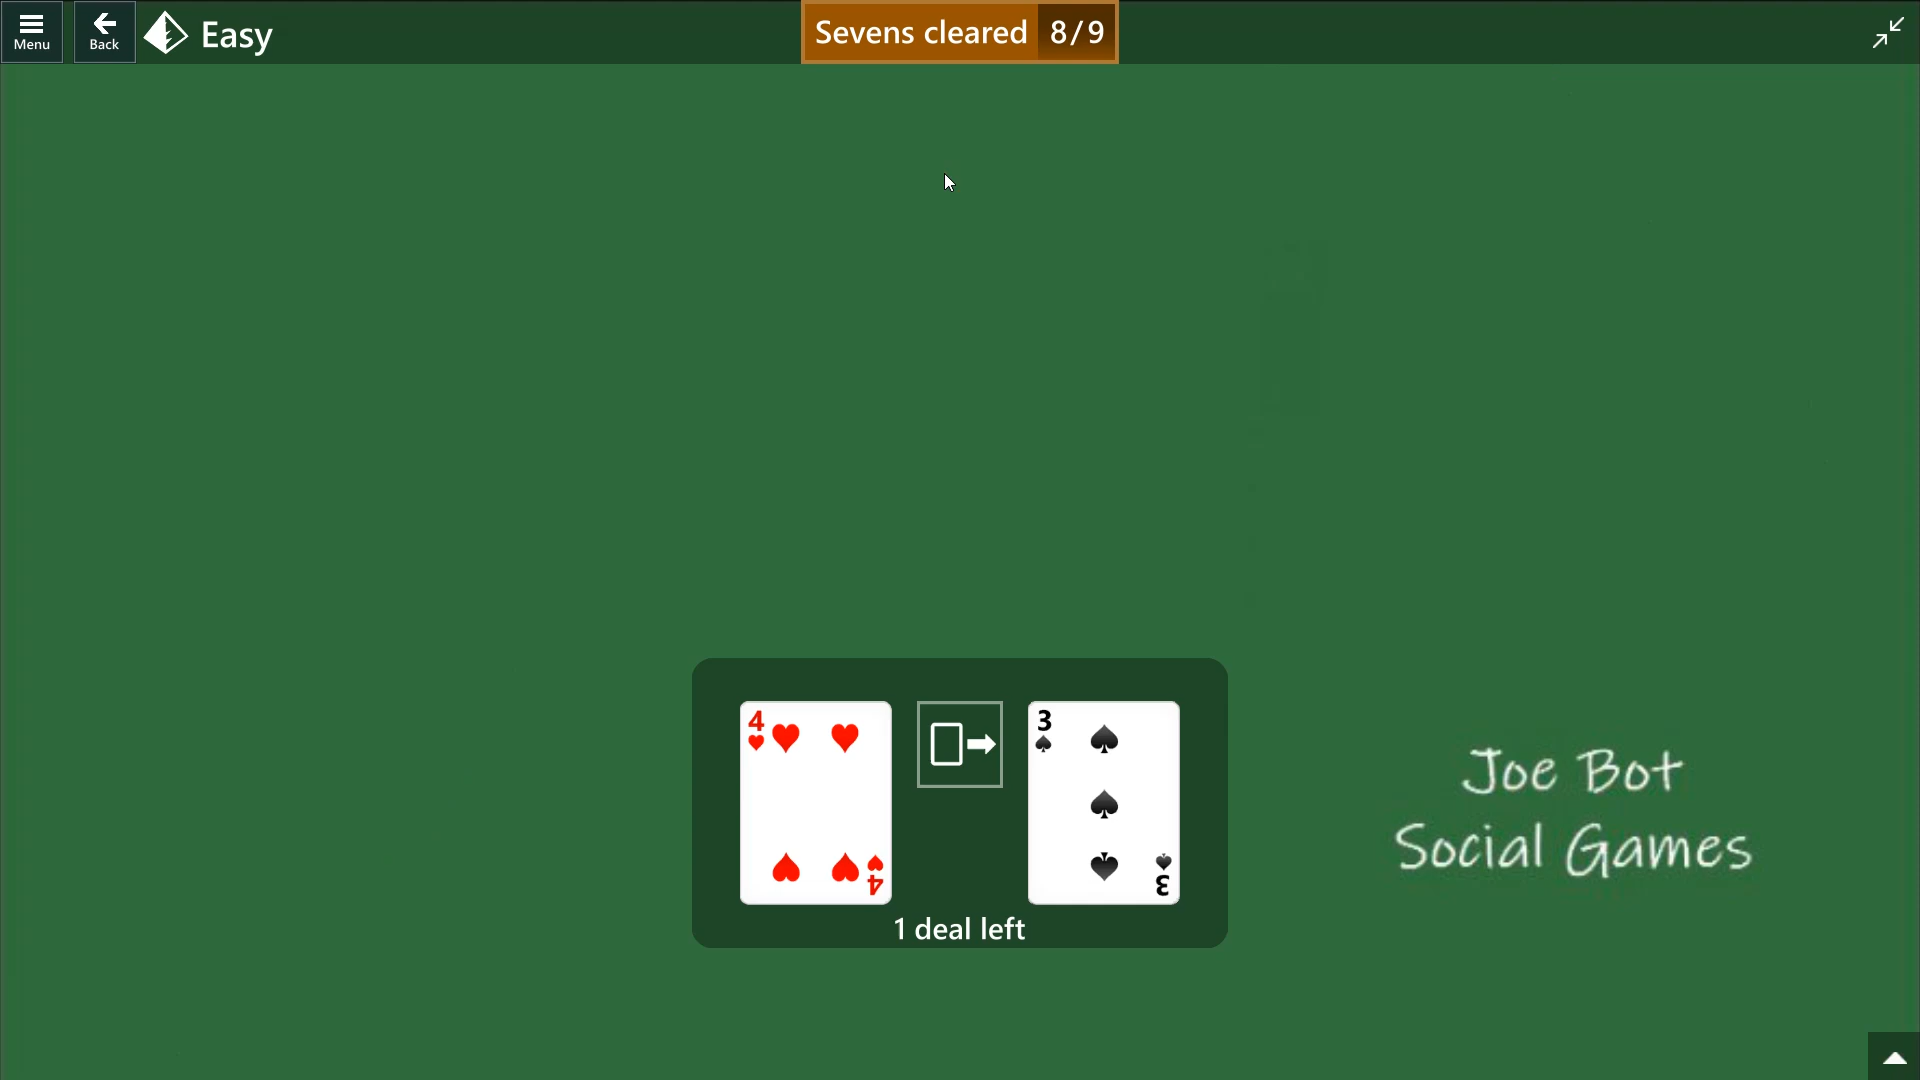 Menu
Back
Easy
Sevens cleared 8/9
4
4
3
3
1 deal left
Joe Bot
Social Games